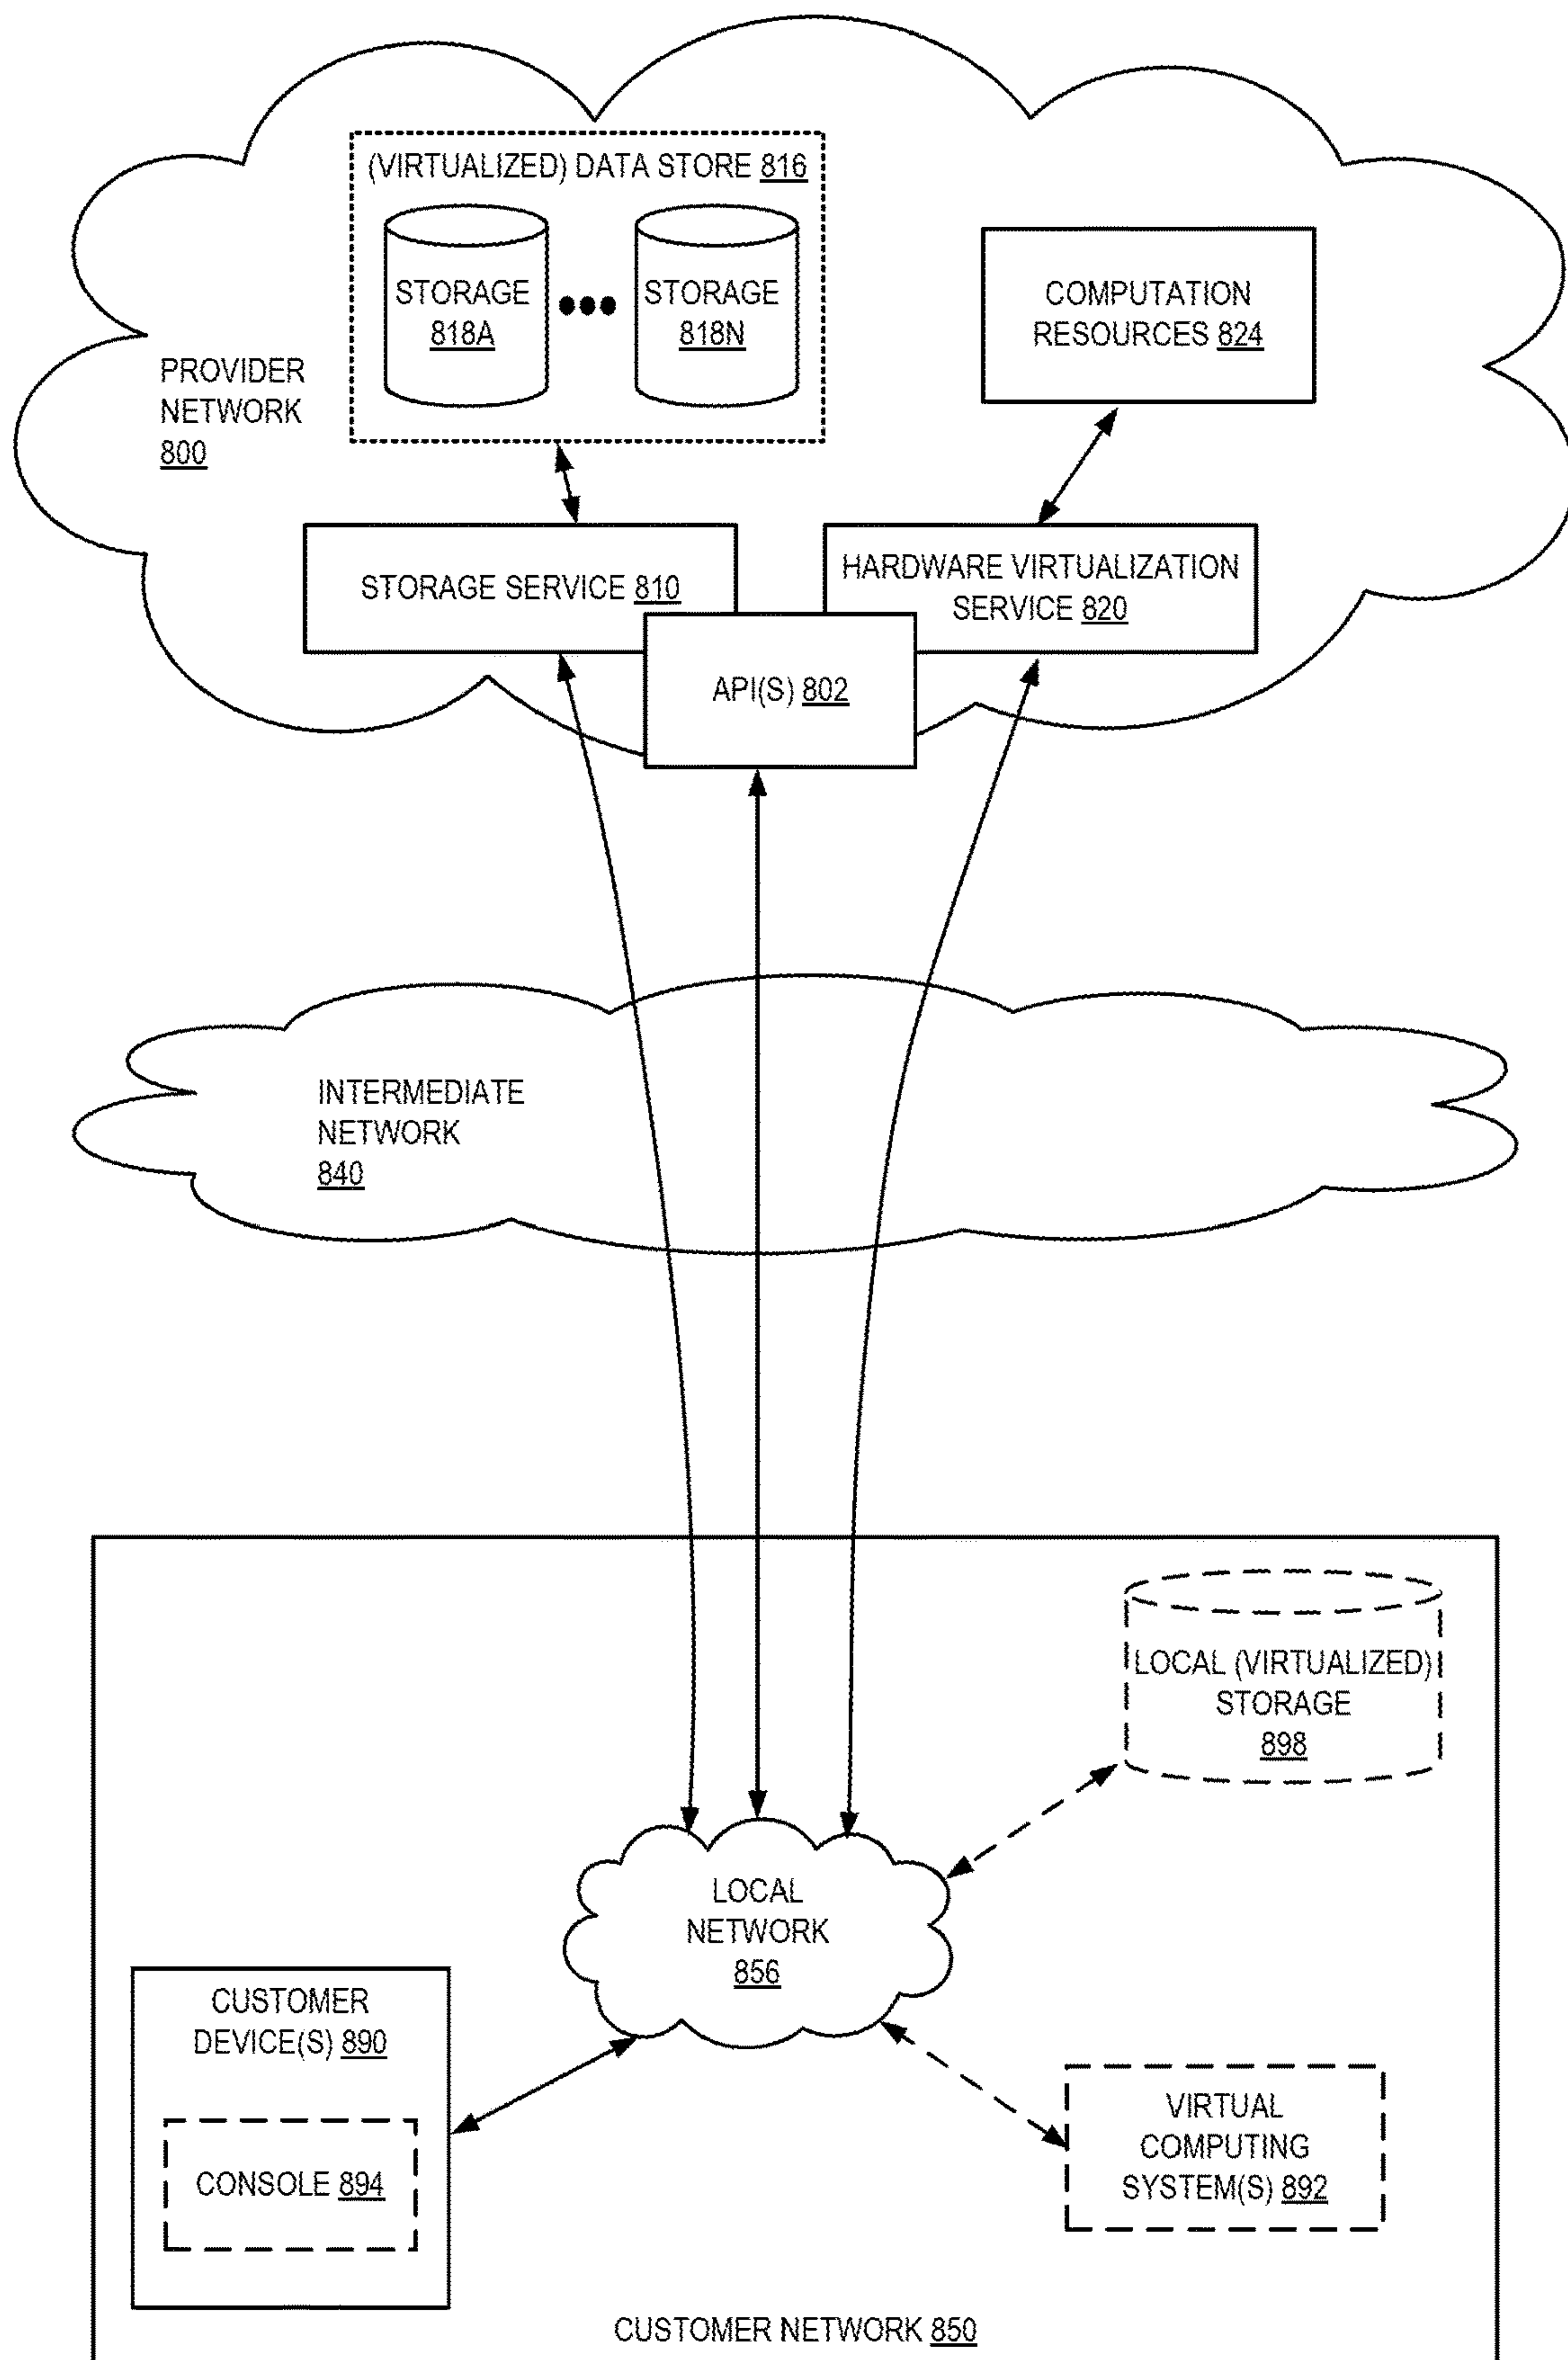 (VIRTUALIZED) DATA STORE 816
STORAGE
818A
STORAGE
818N
COMPUTATION
RESOURCES 824
PROVIDER
NETWORK
800
STORAGE SERVICE 810
HARDWARE VIRTUALIZATION
SERVICE 820
API(S) 802
INTERMEDIATE
NETWORK
840
LOCAL (VIRTUALIZED)
STORAGE
898
LOCAL
NETWORK
856
CUSTOMER
DEVICE(S) 890
CONSOLE 894
VIRTUAL
COMPUTING
SYSTEM(S) 892
CUSTOMER NETWORK 850